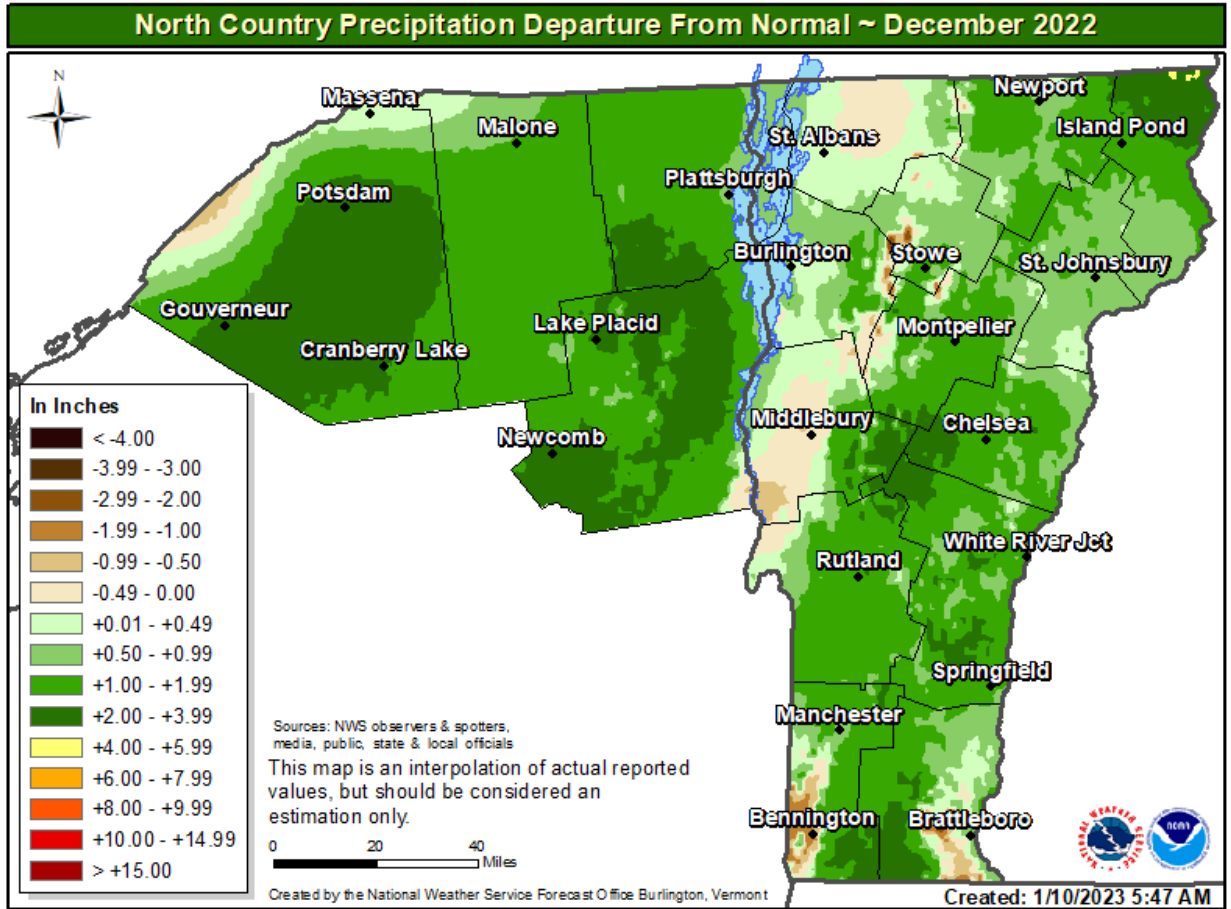 North Country Precipitation Departure From Normal ~ December 2022
N
Massena
Malone
Newport
Island Pond
St. Albans
Potsdam
Plattsburgh
Burlington
Stowe
St. Johnsbury
Gouverneur
Lake Placid
Montpelier
Cranberry Lake
Middlebury
Chelsea
Newcomb
White River Jct
Rutland
Springfield
Manchester
Bennington
Brattleboro
In Inches
< -4.00
-3.99 - -3.00
-2.99 - -2.00
-1.99 - -1.00
-0.99 - -0.50
-0.49 - 0.00
+0.01 - +0.49
+0.50 - +0.99
+1.00 - +1.99
+2.00 - +3.99
+4.00 - +5.99
+6.00 - +7.99
+8.00 - +9.99
+10.00 - +14.99
> +15.00
Sources: NWS observers & spotters,
media, public, state & local officials
This map is an interpolation of actual reported
values, but should be considered an
estimation only.
0 20 40
Miles
Created by the National Weather Service Forecast Office Burlington, Vermont
NATIONAL WEATHER SERVICE
NOAA
Created: 1/10/2023 5:47 AM